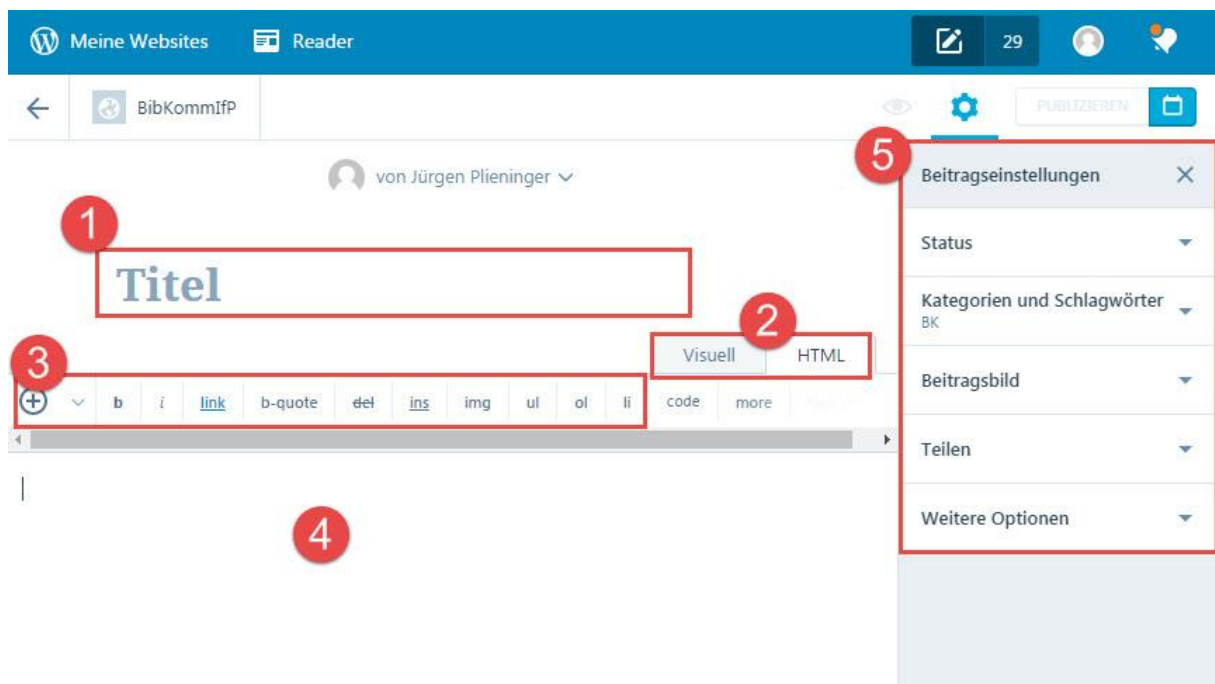 Meine Websites Reader 29
BibKommIfP PUBLIZIEREN
5
von Jürgen Plieninger
Beitragseinstellungen
1
Status
Titel
Kategorien und Schlagwörter
BK
2
Visuell HTML
3
Beitragsbild
b i link b-quote del ins img ul ol li code more
Teilen
4
Weitere Optionen